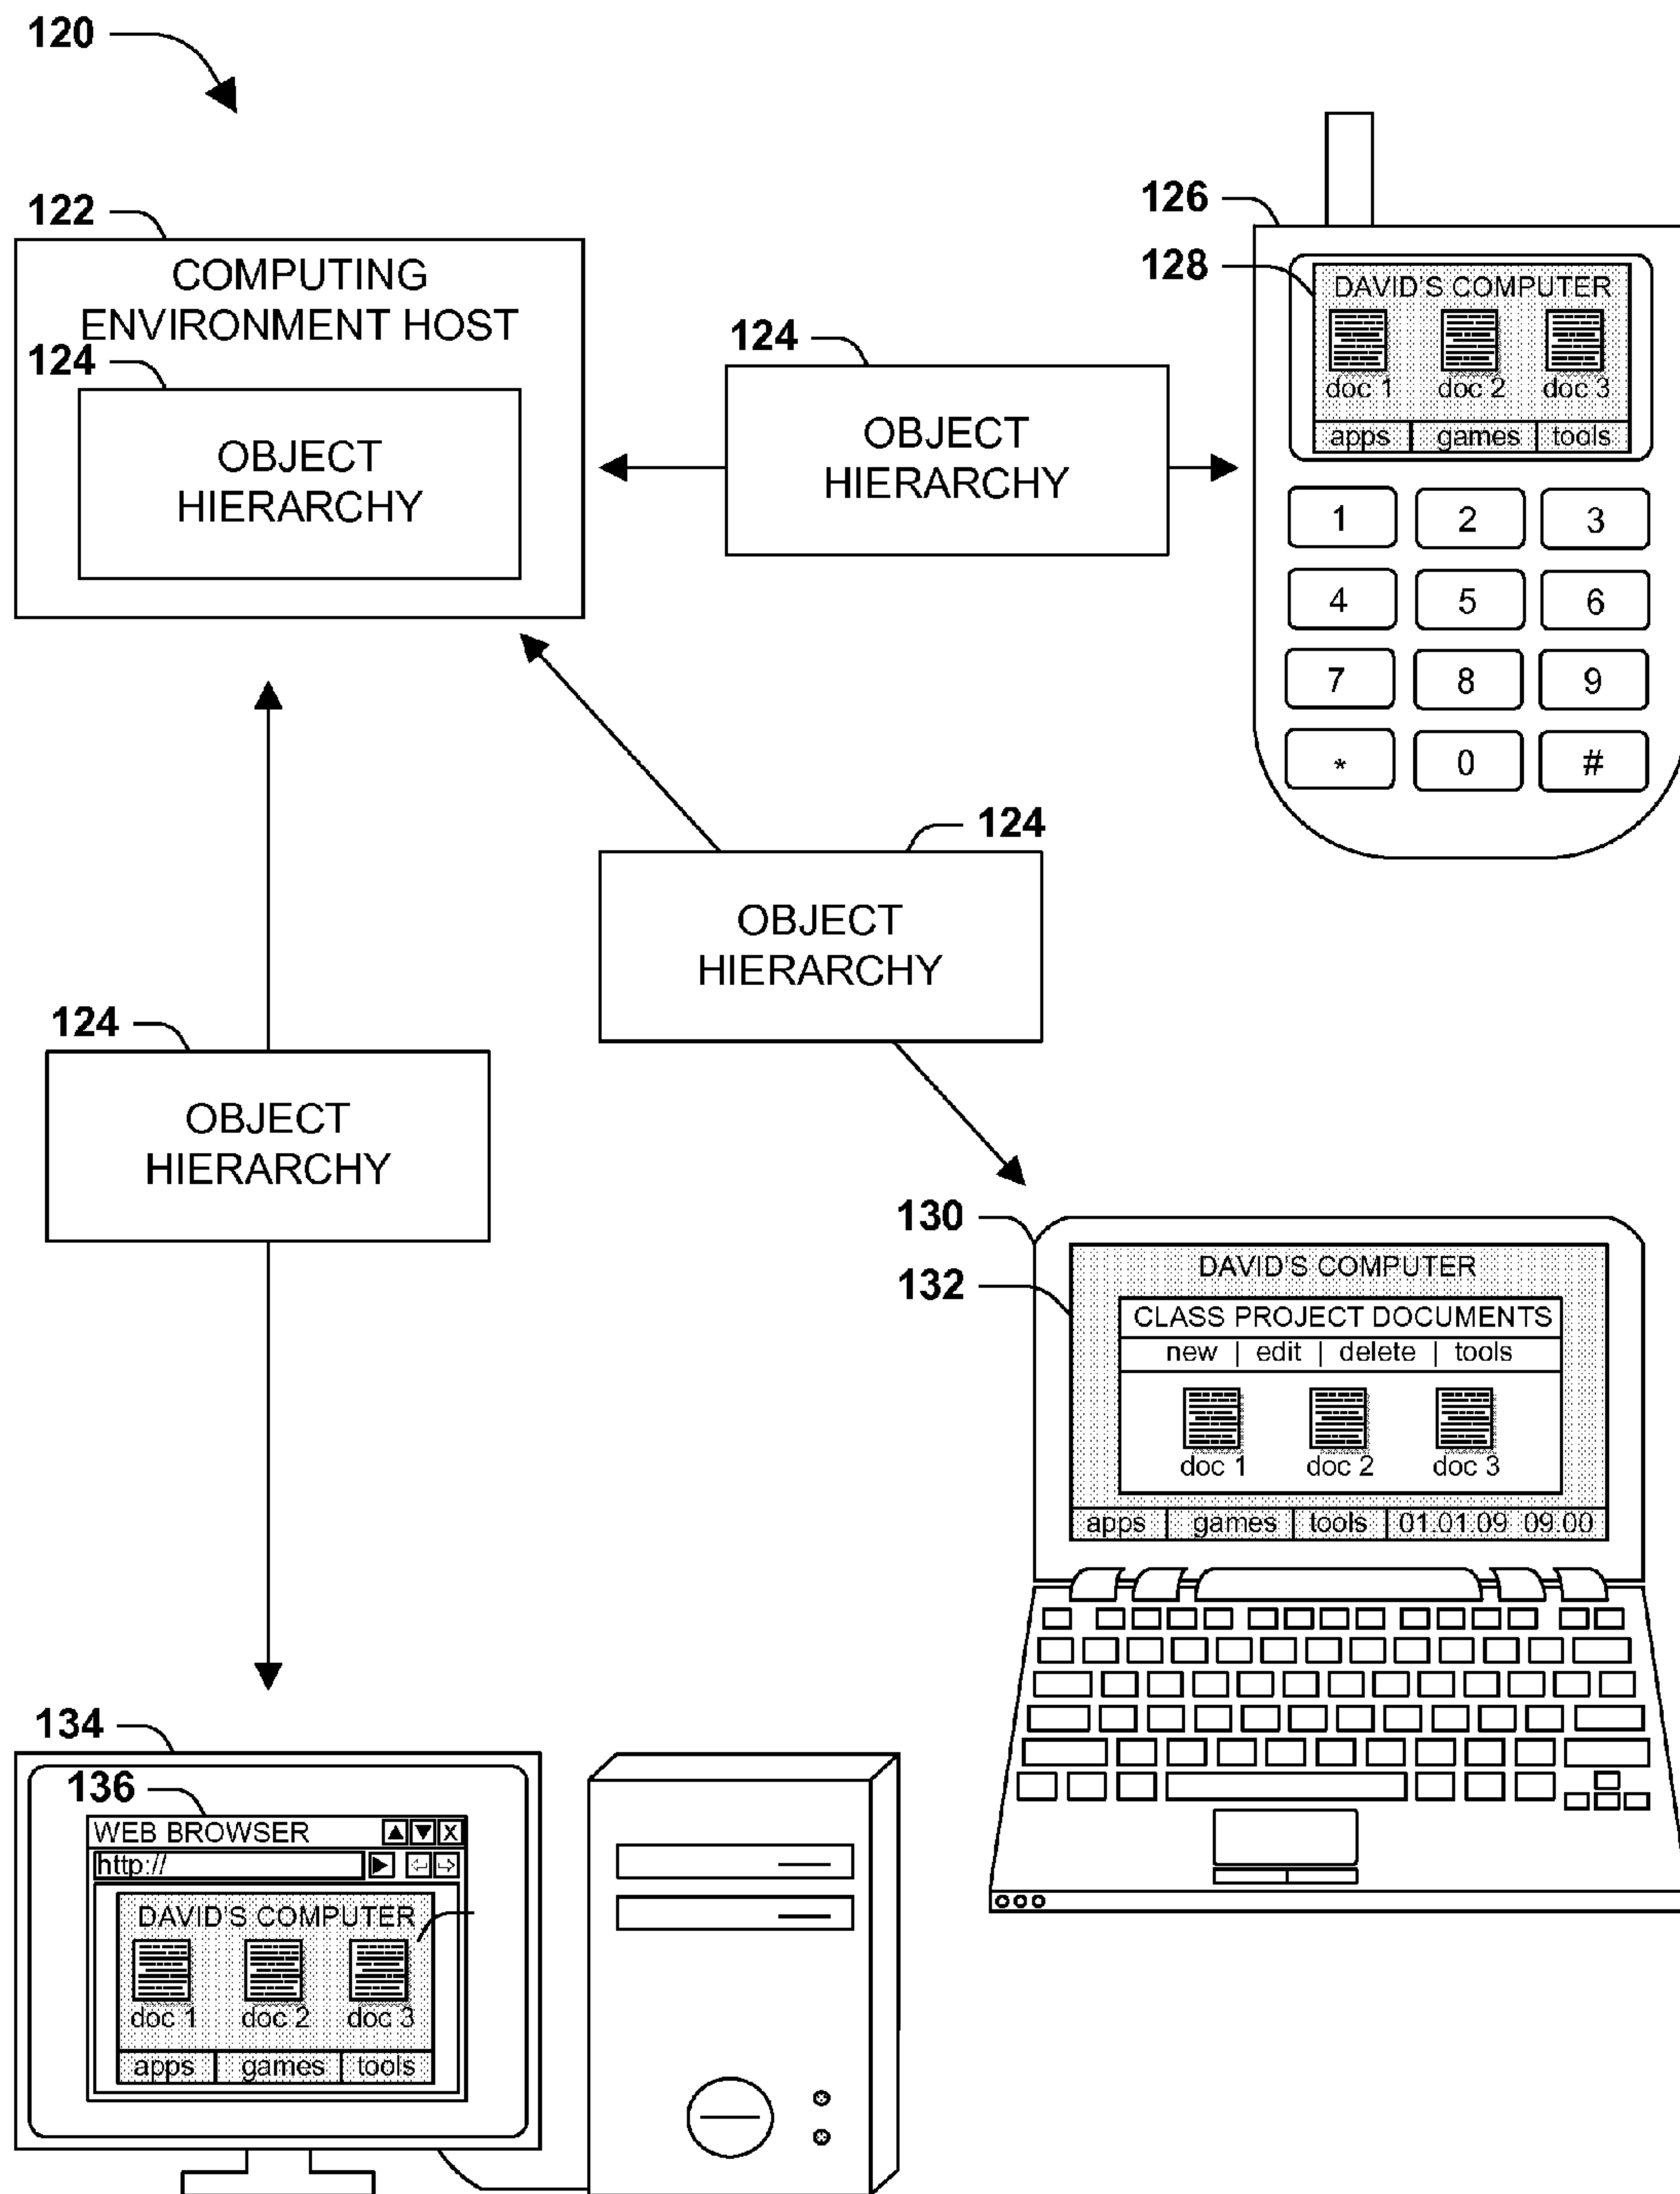 120
122
COMPUTING
ENVIRONMENT HOST
124
OBJECT
HIERARCHY
124
OBJECT
HIERARCHY
126
128
DAVID'S COMPUTER
doc 1 doc 2 doc 3
apps games tools
1 2 3
4 5 6
7 8 9
* 0 #
124
OBJECT
HIERARCHY
124
OBJECT
HIERARCHY
130
132
DAVID'S COMPUTER
CLASS PROJECT DOCUMENTS
new | edit | delete | tools
doc 1 doc 2 doc 3
apps games tools 01.01.09 09:00
134
136
WEB BROWSER X
http://
DAVID'S COMPUTER
doc 1 doc 2 doc 3
apps games tools